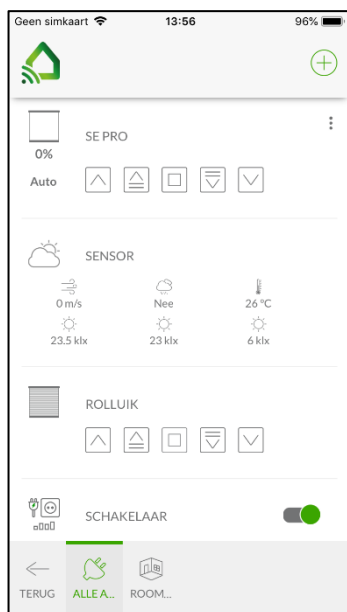 Geen simkaart 13:56 96%
SE PRO
0%
Auto
SENSOR
0 m/s Nee 26 °C
23.5 klx 23 klx 6 klx
ROLLUIK
SCHAKELAAR
TERUG ALLE A... ROOM...